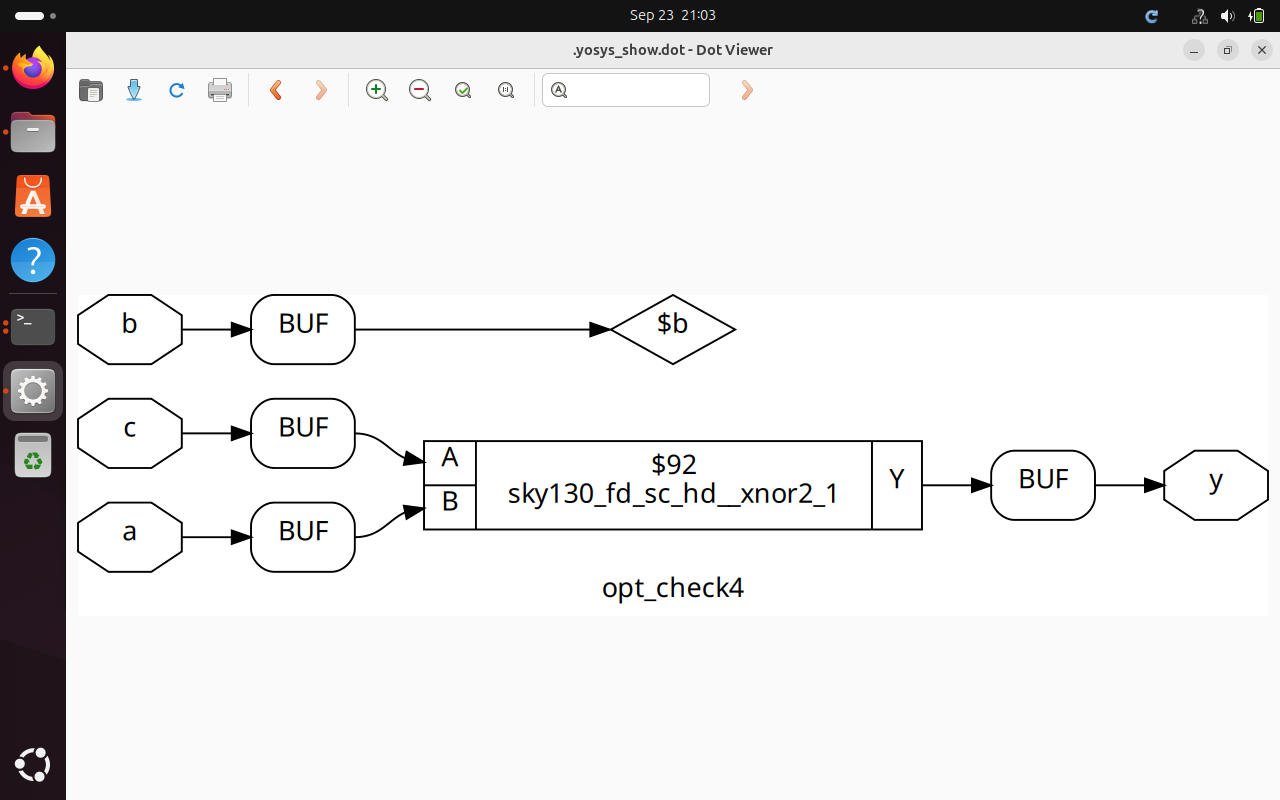 Sep 23 21:03
.yosys_show.dot - Dot Viewer
b
BUF
$b
c
BUF
A
$92
sky130_fd_sc_hd__xnor2_1
Y
BUF
y
B
a
BUF
opt_check4